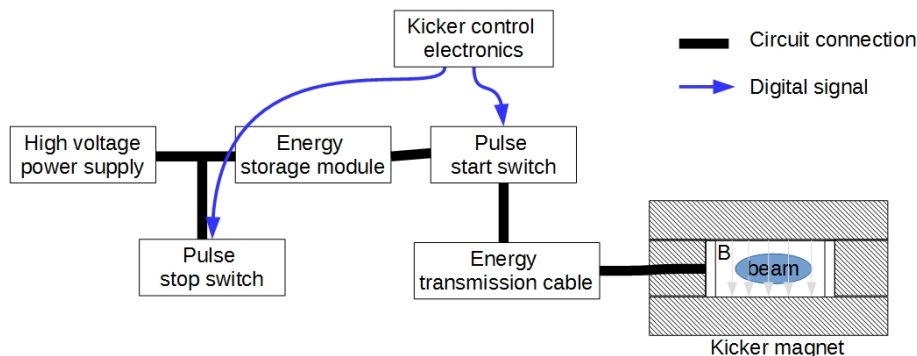 Kicker control
electronics
Circuit connection
Digital signal
High voltage
power supply
Energy
storage module
Pulse
start switch
Pulse
stop switch
Energy
transmission cable
B
beam
Kicker magnet